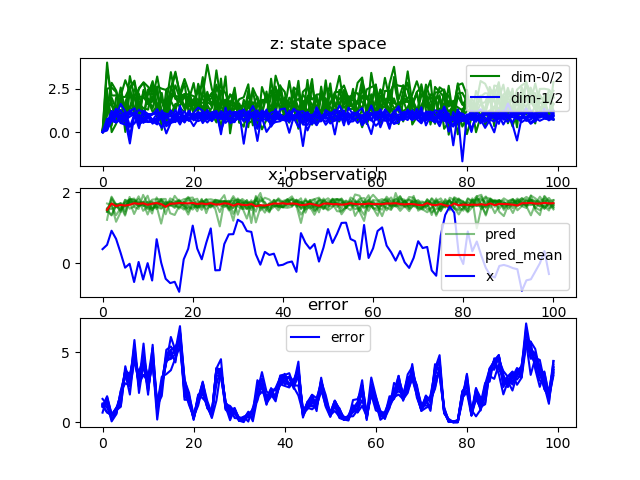 z: state space
2.5
0.0
dim-0/2
dim-1/2
0 20 40 60 80 100
x: observation
2
0
pred
pred_mean
x
0 20 40 60 80 100
error
5
0
error
0 20 40 60 80 100